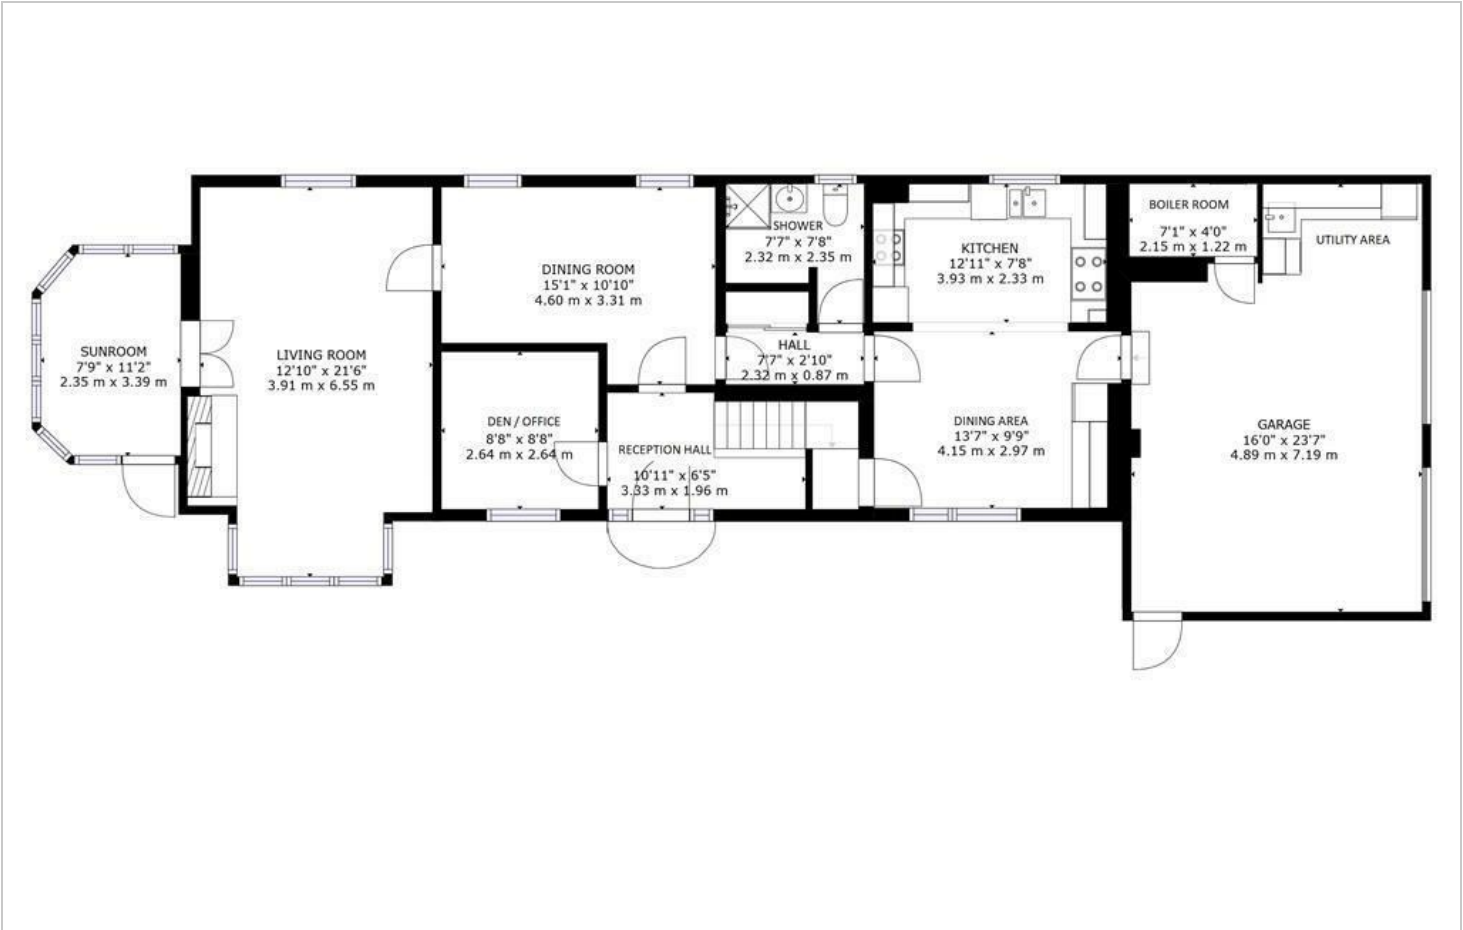 SUNROOM
7'9" x 11'2"
2.35 m x 3.39 m
LIVING ROOM
12'10" x 21'6"
3.91 m x 6.55 m
DINING ROOM
15'1" x 10'10"
4.60 m x 3.31 m
DEN / OFFICE
8'8" x 8'8"
2.64 m x 2.64 m
RECEPTION HALL
10'11" x 6'5"
3.33 m x 1.96 m
SHOWER
7'7" x 7'8"
2.32 m x 2.35 m
HALL
7'7" x 2'10"
2.32 m x 0.87 m
KITCHEN
12'11" x 7'8"
3.93 m x 2.33 m
DINING AREA
13'7" x 9'9"
4.15 m x 2.97 m
BOILER ROOM
7'1" x 4'0"
2.15 m x 1.22 m
UTILITY AREA
GARAGE
16'0" x 23'7"
4.89 m x 7.19 m